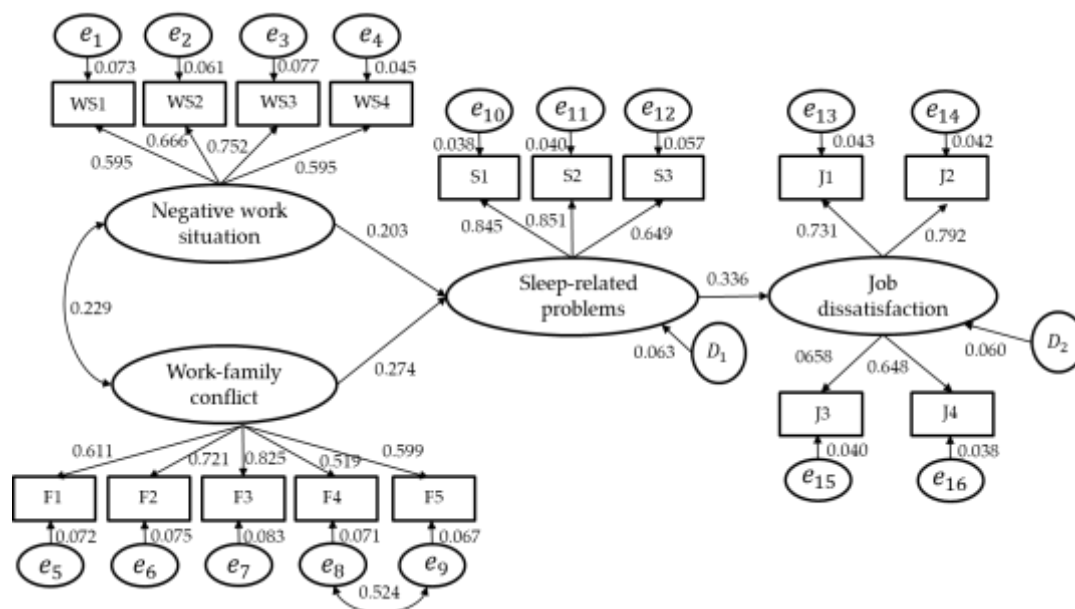 e1 e2 e3 e4
0.073 0.061 0.077 0.045
WS1 WS2 WS3 WS4
0.595 0.666 0.752 0.595
Negative work
situation
0.229
Work-family
conflict
0.611 0.721 0.825 0.519 0.599
F1 F2 F3 F4 F5
0.072 0.075 0.083 0.071 0.067
e5 e6 e7 e8 e9
0.524
0.203
0.274
e10 e11 e12
0.038 0.040 0.057
S1 S2 S3
0.845 0.851 0.649
Sleep-related
problems
0.063 D1
0.336
e13 e14
0.043 0.042
J1 J2
0.731 0.792
Job
dissatisfaction
0.060 D2
0658 0.648
J3 J4
0.040 0.038
e15 e16